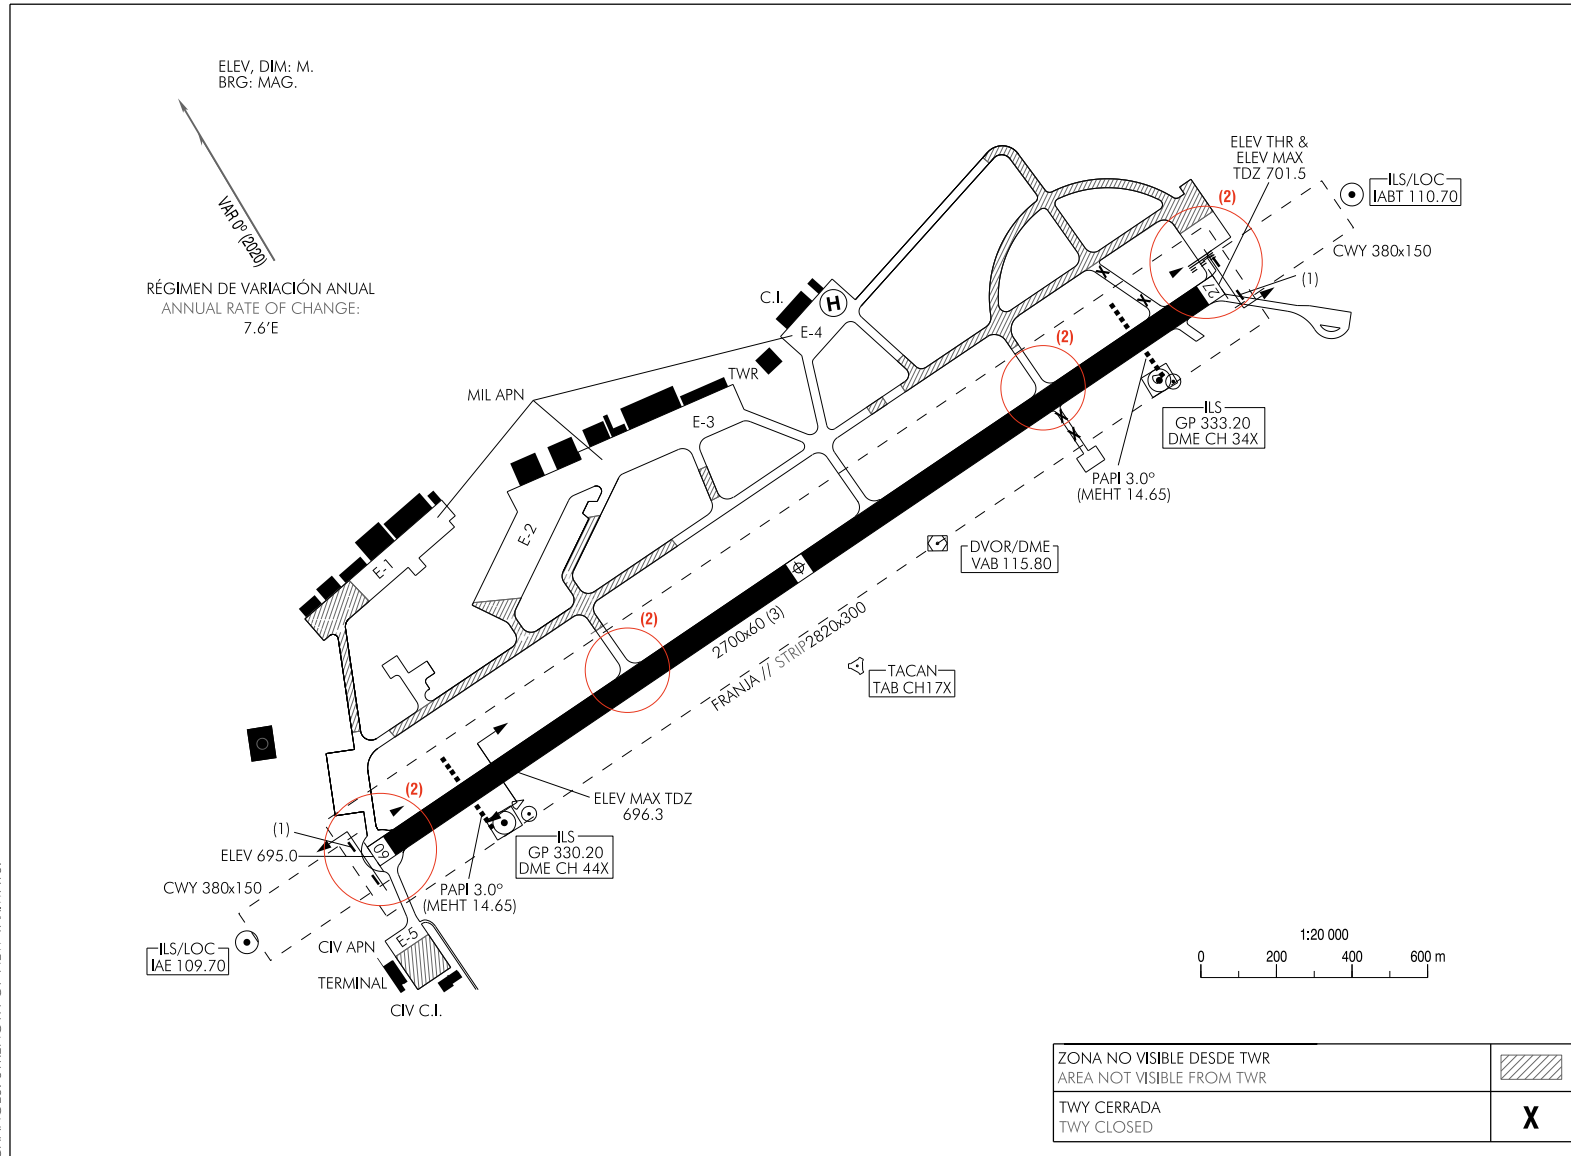 ELEV, DIM: M.
BRG: MAG.
VAR 0º (2020)
RÉGIMEN DE VARIACIÓN ANUAL
ANNUAL RATE OF CHANGE:
7.6'E
ELEV THR &
ELEV MAX
TDZ 701.5
(2)
ILS/LOC
IABT 110.70
CWY 380x150
(1)
27
C.I.
H
E-4
(2)
MIL APN
TWR
E-3
ILS
GP 333.20
DME CH 34X
PAPI 3.0º
(MEHT 14.65)
E-2
E-1
DVOR/DME
VAB 115.80
2700x60 (3)
FRANJA // STRIP 2820x300
(2)
TACAN
TAB CH17X
(2)
ELEV MAX TDZ
696.3
(1)
ELEV 695.0
09
ILS
GP 330.20
DME CH 44X
CWY 380x150
PAPI 3.0º
(MEHT 14.65)
ILS/LOC
IAE 109.70
CIV APN
E-5
TERMINAL
CIV C.I.
1:20 000
0 200 400 600 m
ZONA NO VISIBLE DESDE TWR
AREA NOT VISIBLE FROM TWR
TWY CERRADA
TWY CLOSED
X